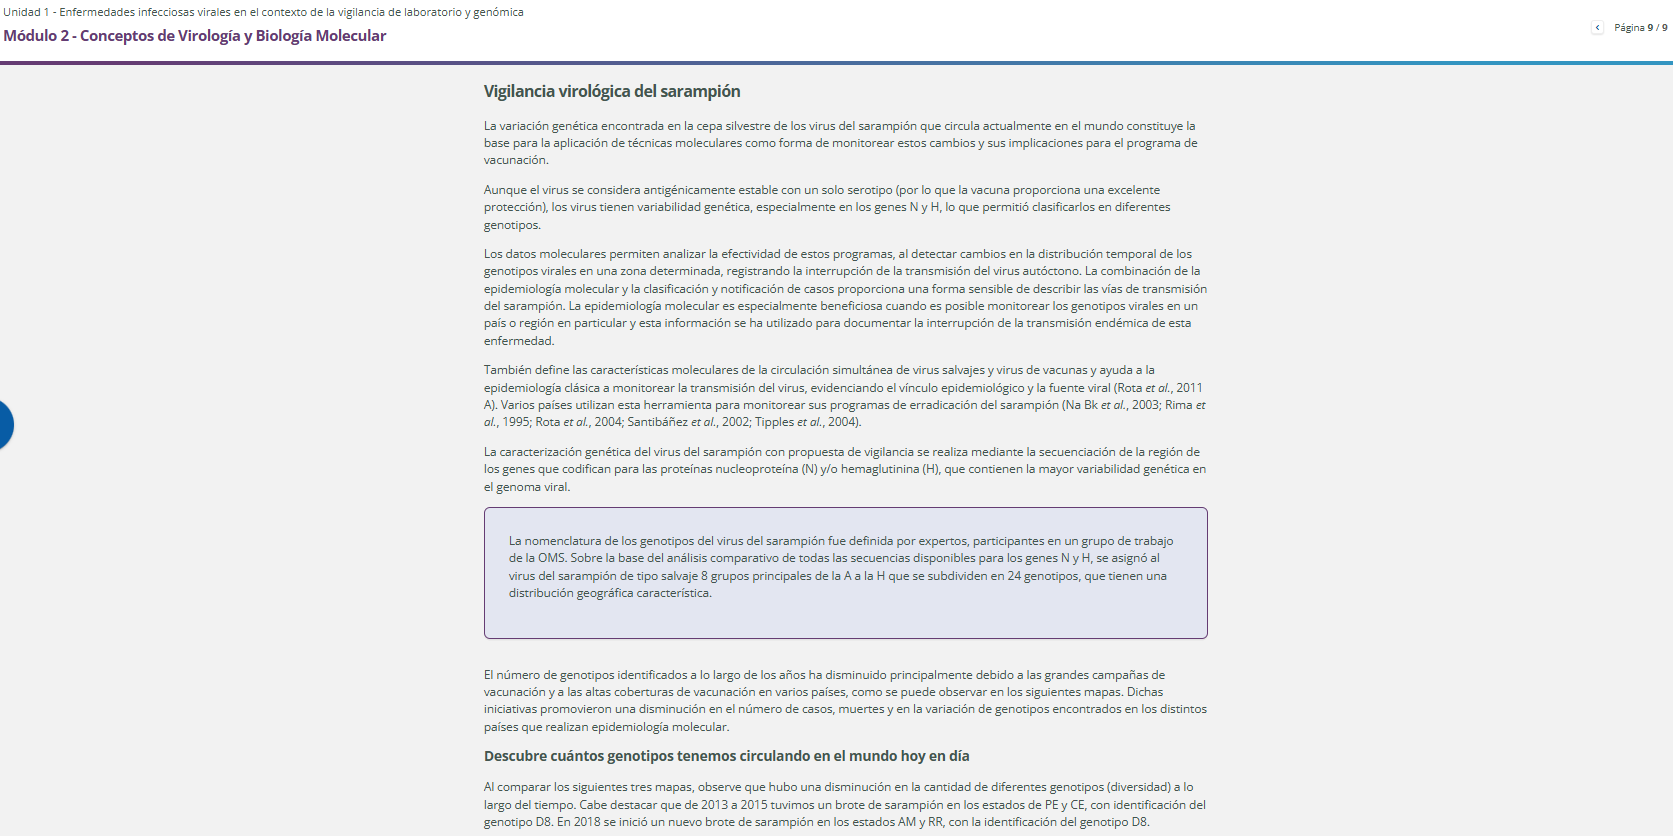 Unidad 1 - Enfermedades infecciosas virales en el contexto de la vigilancia de laboratorio y genómica
Módulo 2 - Conceptos de Virología y Biología Molecular
Página 9 / 9
Vigilancia virológica del sarampión
La variación genética encontrada en la cepa silvestre de los virus del sarampión que circula actualmente en el mundo constituye la
base para la aplicación de técnicas moleculares como forma de monitorear estos cambios y sus implicaciones para el programa de
vacunación.
Aunque el virus se considera antigénicamente estable con un solo serotipo (por lo que la vacuna proporciona una excelente
protección), los virus tienen variabilidad genética, especialmente en los genes N y H, lo que permitió clasificarlos en diferentes
genotipos.
Los datos moleculares permiten analizar la efectividad de estos programas, al detectar cambios en la distribución temporal de los
genotipos virales en una zona determinada, registrando la interrupción de la transmisión del virus autóctono. La combinación de la
epidemiología molecular y la clasificación y notificación de casos proporciona una forma sensible de describir las vías de transmisión
del sarampión. La epidemiología molecular es especialmente beneficiosa cuando es posible monitorear los genotipos virales en un
país o región en particular y esta información se ha utilizado para documentar la interrupción de la transmisión endémica de esta
enfermedad.
También define las características moleculares de la circulación simultánea de virus salvajes y virus de vacunas y ayuda a la
epidemiología clásica a monitorear la transmisión del virus, evidenciando el vínculo epidemiológico y la fuente viral (Rota et al., 2011
A). Varios países utilizan esta herramienta para monitorear sus programas de erradicación del sarampión (Na Bk et al., 2003; Rima et
al., 1995; Rota et al., 2004; Santibáñez et al., 2002; Tipples et al., 2004).
La caracterización genética del virus del sarampión con propuesta de vigilancia se realiza mediante la secuenciación de la región de
los genes que codifican para las proteínas nucleoproteína (N) y/o hemaglutinina (H), que contienen la mayor variabilidad genética en
el genoma viral.
La nomenclatura de los genotipos del virus del sarampión fue definida por expertos, participantes en un grupo de trabajo
de la OMS. Sobre la base del análisis comparativo de todas las secuencias disponibles para los genes N y H, se asignó al
virus del sarampión de tipo salvaje 8 grupos principales de la A a la H que se subdividen en 24 genotipos, que tienen una
distribución geográfica característica.
El número de genotipos identificados a lo largo de los años ha disminuido principalmente debido a las grandes campañas de
vacunación y a las altas coberturas de vacunación en varios países, como se puede observar en los siguientes mapas. Dichas
iniciativas promovieron una disminución en el número de casos, muertes y en la variación de genotipos encontrados en los distintos
países que realizan epidemiología molecular.
Descubre cuántos genotipos tenemos circulando en el mundo hoy en día
Al comparar los siguientes tres mapas, observe que hubo una disminución en la cantidad de diferentes genotipos (diversidad) a lo
largo del tiempo. Cabe destacar que de 2013 a 2015 tuvimos un brote de sarampión en los estados de PE y CE, con identificación del
genotipo D8. En 2018 se inició un nuevo brote de sarampión en los estados AM y RR, con la identificación del genotipo D8.